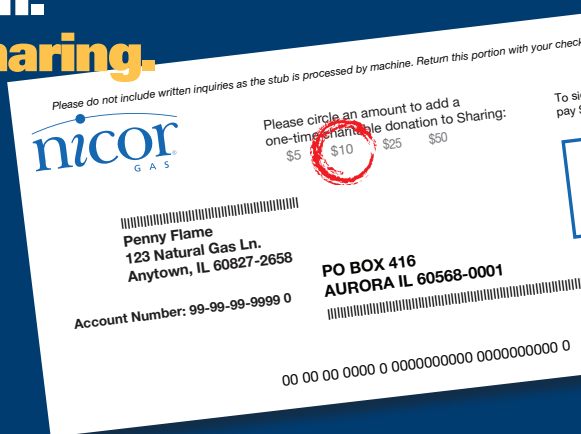 haring.
Please do not include written inquiries as the stub is processed by machine. Return this portion with your check
nicor
GAS
Please circle an amount to add a
one-time charitable donation to Sharing:
$5 $10 $25 $50
To si
pay $
Penny Flame
123 Natural Gas Ln.
Anytown, IL 60827-2658
PO BOX 416
AURORA IL 60568-0001
Account Number: 99-99-99-9999 0
00 00 00 0000 0 0000000000 0000000000 0